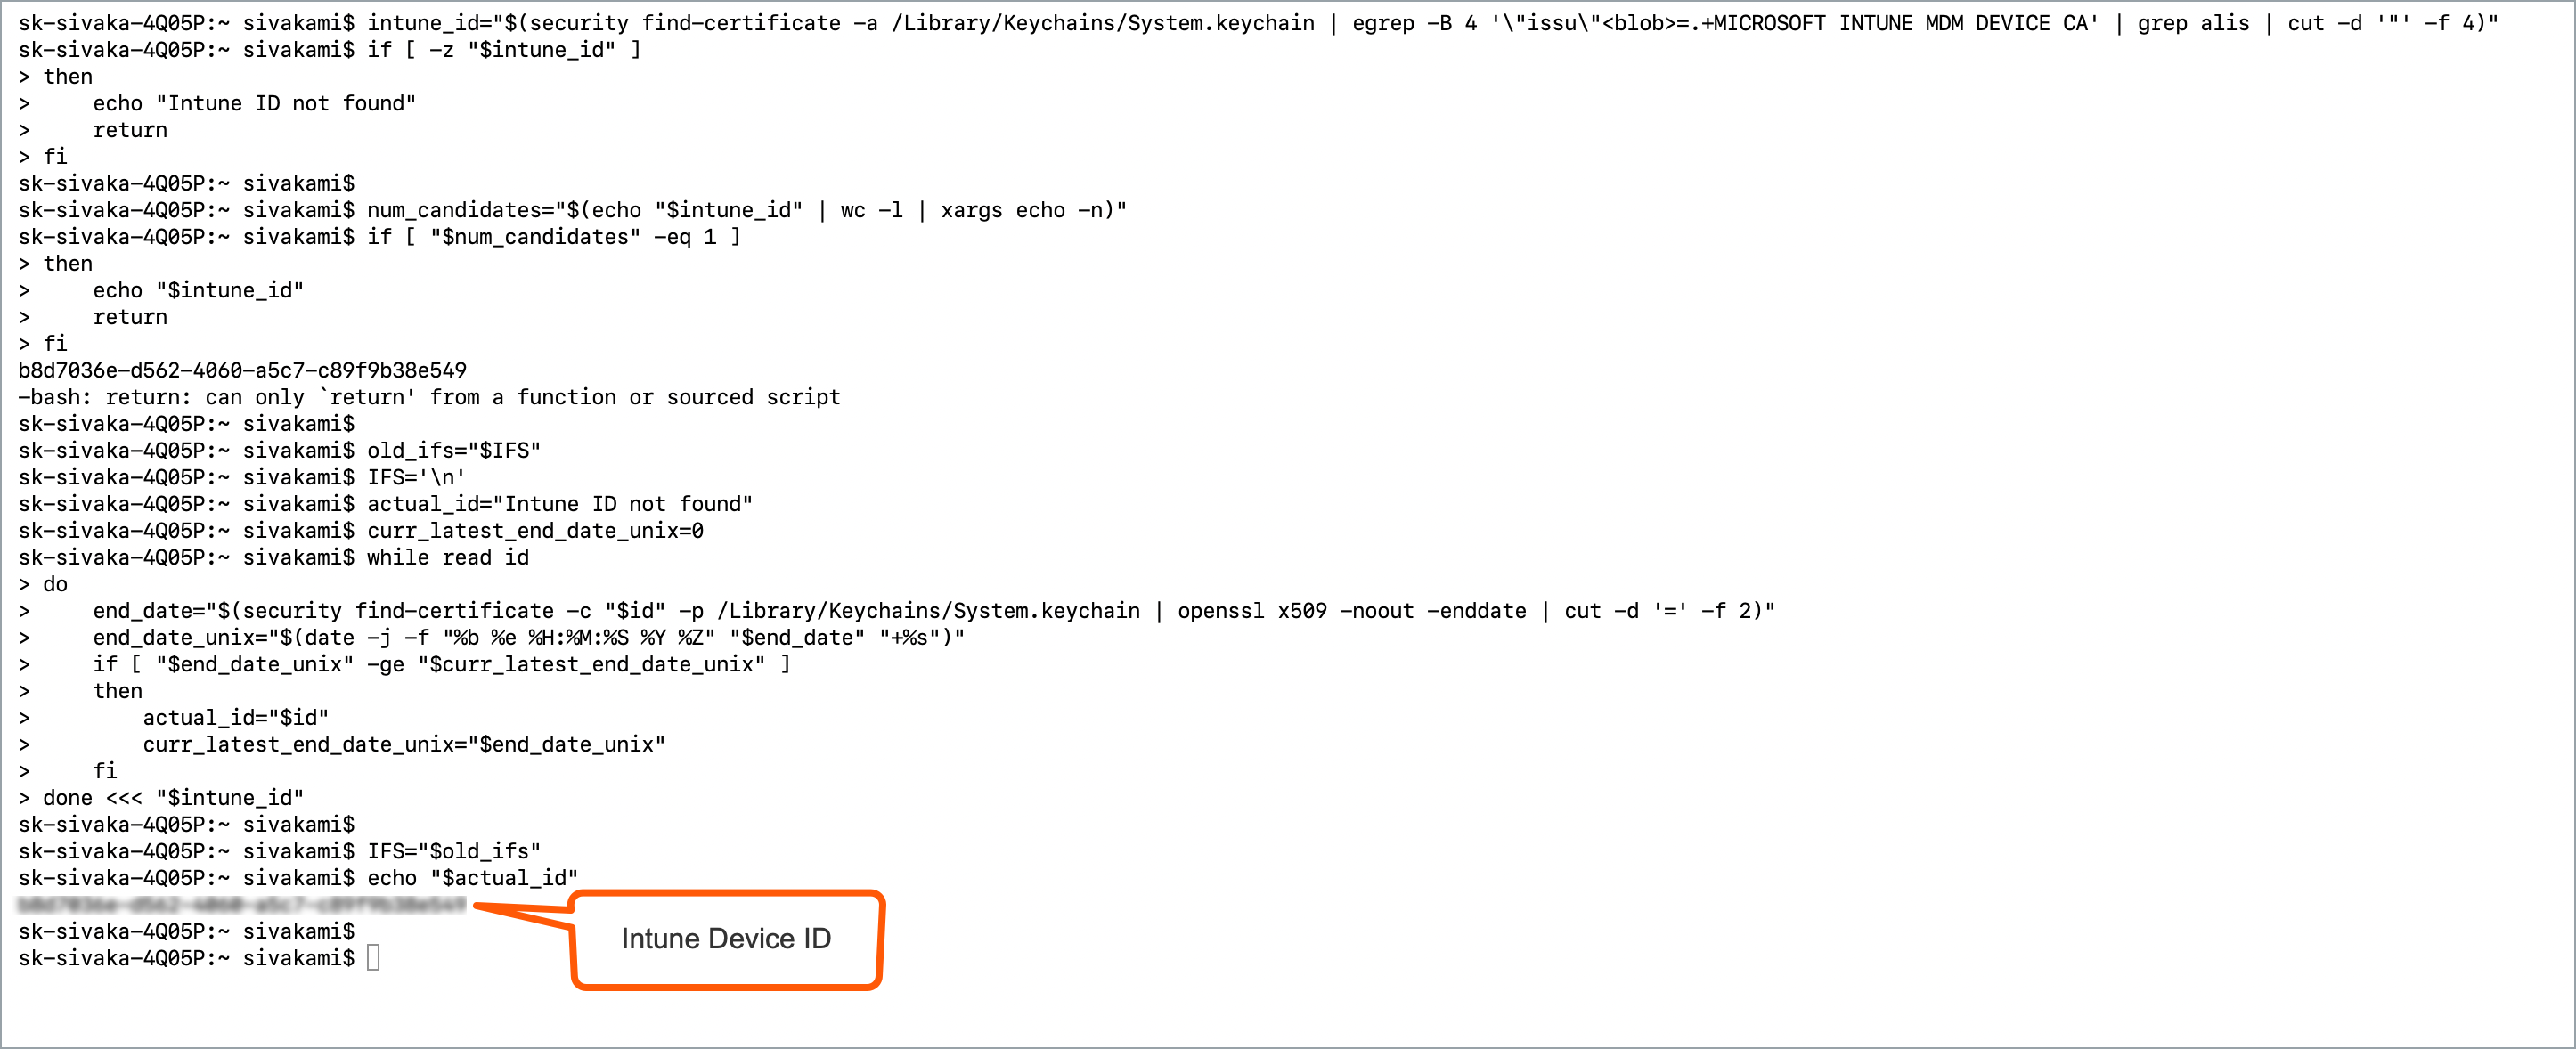 sk-sivaka-4Q05P:~ sivakami$ intune_id="$(security find-certificate -a /Library/Keychains/System.keychain | egrep -B 4 '\"issu\"<blob>=.+MICROSOFT INTUNE MDM DEVICE CA' | grep alis | cut -d '"' -f 4)"
sk-sivaka-4Q05P:~ sivakami$ if [ -z "$intune_id" ]
> then
>     echo "Intune ID not found"
>     return
> fi
sk-sivaka-4Q05P:~ sivakami$
sk-sivaka-4Q05P:~ sivakami$ num_candidates="$(echo "$intune_id" | wc -l | xargs echo -n)"
sk-sivaka-4Q05P:~ sivakami$ if [ "$num_candidates" -eq 1 ]
> then
>     echo "$intune_id"
>     return
> fi
b8d7036e-d562-4060-a5c7-c89f9b38e549
-bash: return: can only `return' from a function or sourced script
sk-sivaka-4Q05P:~ sivakami$
sk-sivaka-4Q05P:~ sivakami$ old_ifs="$IFS"
sk-sivaka-4Q05P:~ sivakami$ IFS='\n'
sk-sivaka-4Q05P:~ sivakami$ actual_id="Intune ID not found"
sk-sivaka-4Q05P:~ sivakami$ curr_latest_end_date_unix=0
sk-sivaka-4Q05P:~ sivakami$ while read id
> do
>     end_date="$(security find-certificate -c "$id" -p /Library/Keychains/System.keychain | openssl x509 -noout -enddate | cut -d '=' -f 2)"
>     end_date_unix="$(date -j -f "%b %e %H:%M:%S %Y %Z" "$end_date" "+%s")"
>     if [ "$end_date_unix" -ge "$curr_latest_end_date_unix" ]
>     then
>         actual_id="$id"
>         curr_latest_end_date_unix="$end_date_unix"
>     fi
> done <<< "$intune_id"
sk-sivaka-4Q05P:~ sivakami$
sk-sivaka-4Q05P:~ sivakami$ IFS="$old_ifs"
sk-sivaka-4Q05P:~ sivakami$ echo "$actual_id"
Intune Device ID
sk-sivaka-4Q05P:~ sivakami$
sk-sivaka-4Q05P:~ sivakami$